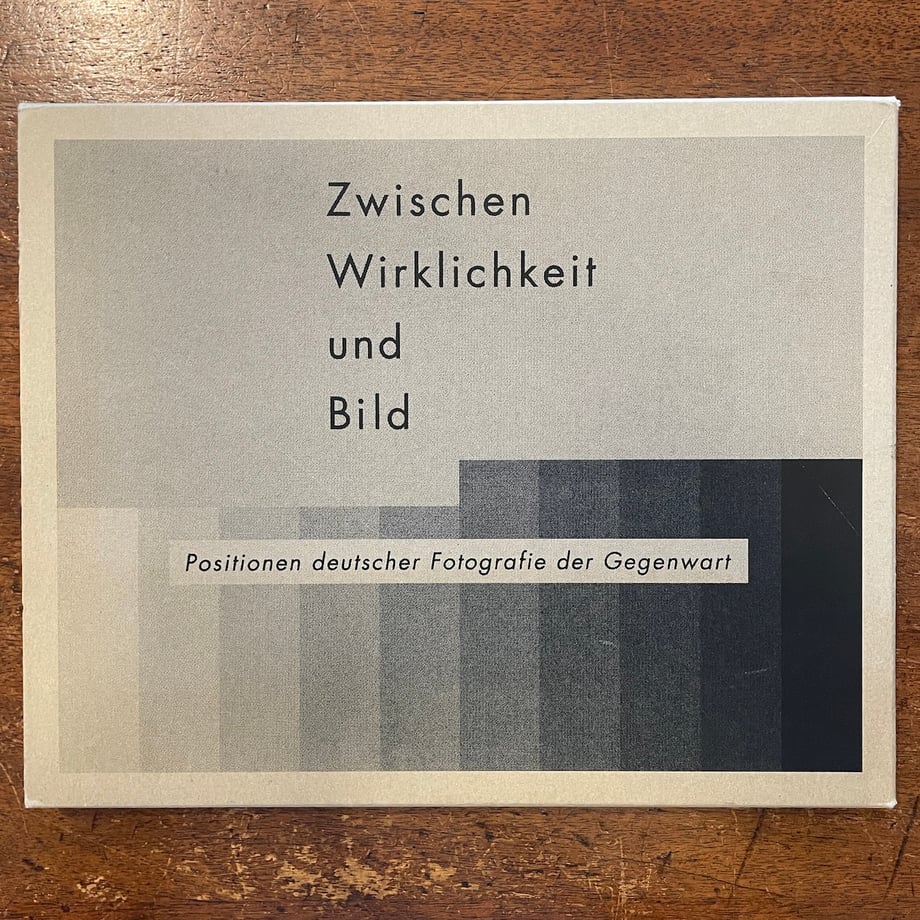 Zwischen
Wirklichkeit
und
Bild
Positionen deutscher Fotografie der Gegenwart